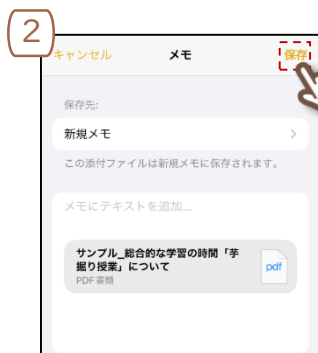 2
キャンセル メモ 保存
保存先:
新規メモ
この添付ファイルは新規メモに保存されます。
メモにテキストを追加...
サンプル_総合的な学習の時間「芋
掘り授業」について
PDF書類
pdf